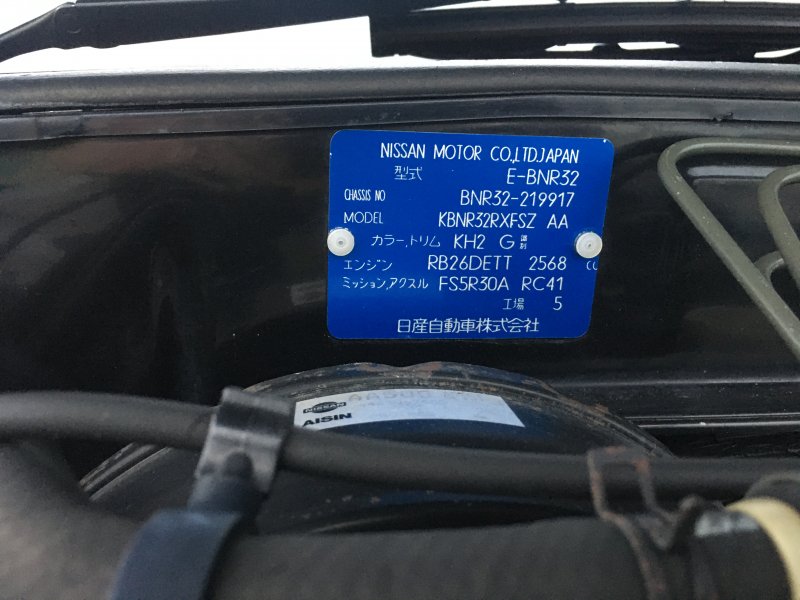 NISSAN MOTOR CO.,LTD.JAPAN
型式 E-BNR32
CHASSIS NO BNR32-219917
MODEL KBNR32RXFSZ AA
カラー,トリム KH2 G
エンジン RB26DETT 2568 cc
ミッション,アクスル FS5R30A RC41
工場 5
日産自動車株式会社
NISSAN
AISIN